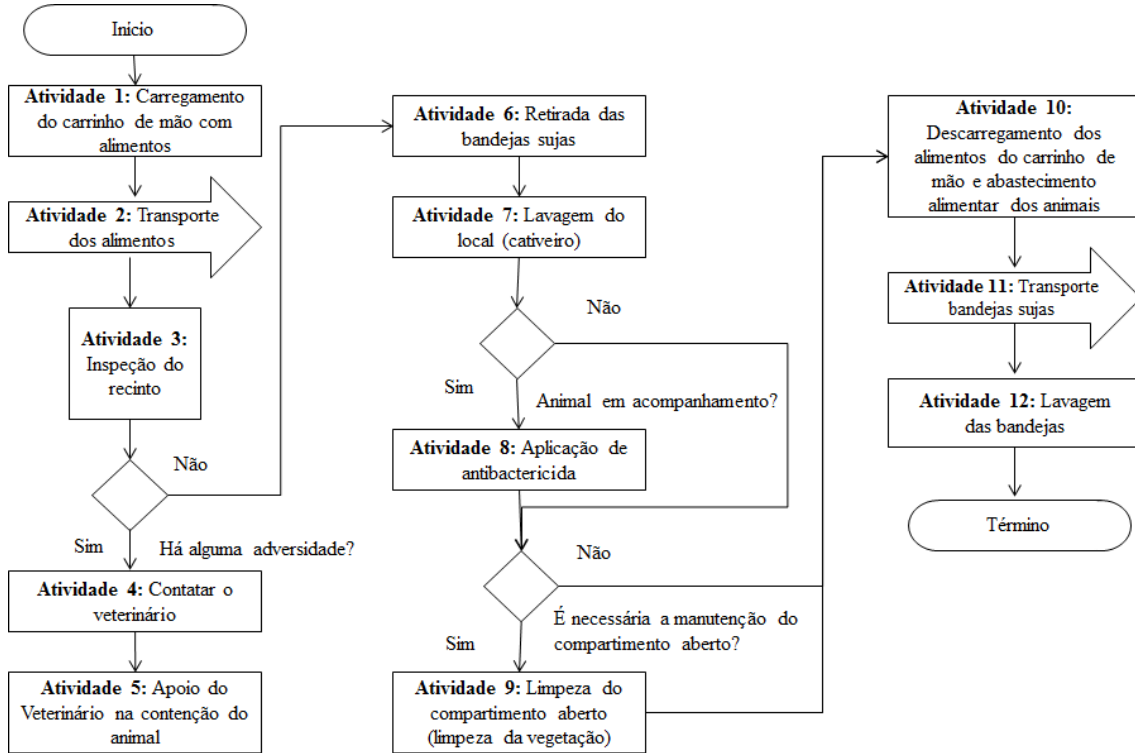 Início
Atividade 1: Carregamento
do carrinho de mão com
alimentos
Atividade 2: Transporte
dos alimentos
Atividade 3:
Inspeção do
recinto
Não
Sim
Há alguma adversidade?
Atividade 4: Contatar o
veterinário
Atividade 5: Apoio do
Veterinário na contenção do
animal
Atividade 6: Retirada das
bandejas sujas
Atividade 7: Lavagem do
local (cativeiro)
Não
Sim
Animal em acompanhamento?
Atividade 8: Aplicação de
antibactericida
Não
É necessária a manutenção do
compartimento aberto?
Sim
Atividade 9: Limpeza do
compartimento aberto
(limpeza da vegetação)
Atividade 10:
Descarregamento dos
alimentos do carrinho de
mão e abastecimento
alimentar dos animais
Atividade 11: Transporte
bandejas sujas
Atividade 12: Lavagem
das bandejas
Término